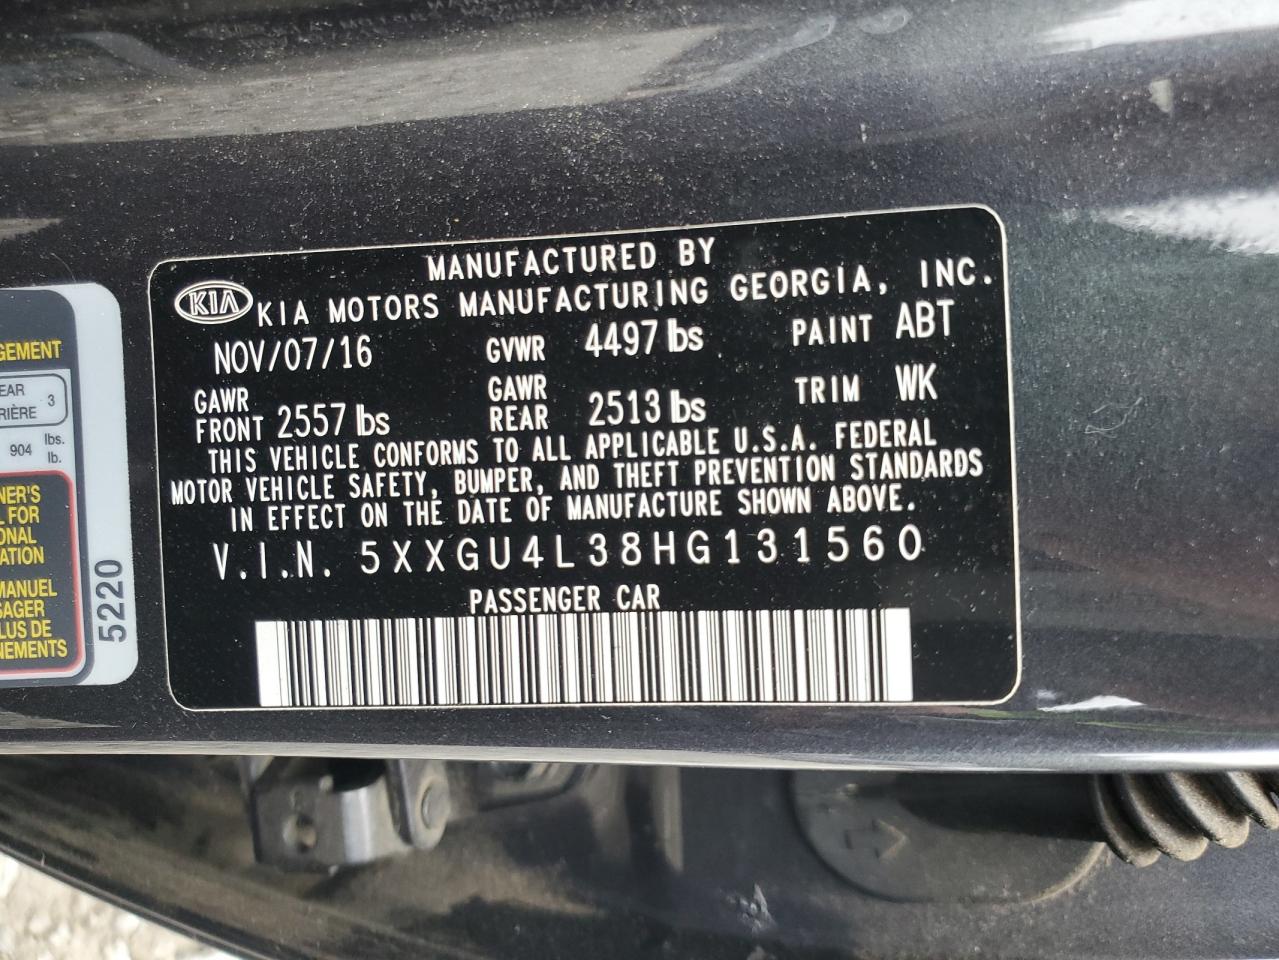 MANUFACTURED BY
KIA KIA MOTORS MANUFACTURING GEORGIA, INC.
NOV/07/16 GVWR 4497 lbs PAINT ABT
GAWR FRONT 2557 lbs GAWR REAR 2513 lbs TRIM WK
THIS VEHICLE CONFORMS TO ALL APPLICABLE U.S.A. FEDERAL
MOTOR VEHICLE SAFETY, BUMPER, AND THEFT PREVENTION STANDARDS
IN EFFECT ON THE DATE OF MANUFACTURE SHOWN ABOVE.
V.I.N. 5XXGU4L38HG131560
PASSENGER CAR
GEMENT
EAR
RIÈRE 3
904 lbs.
lb.
NER'S
L FOR
ONAL
ATION
MANUEL
SAGER
LUS DE
NEMENTS
5220